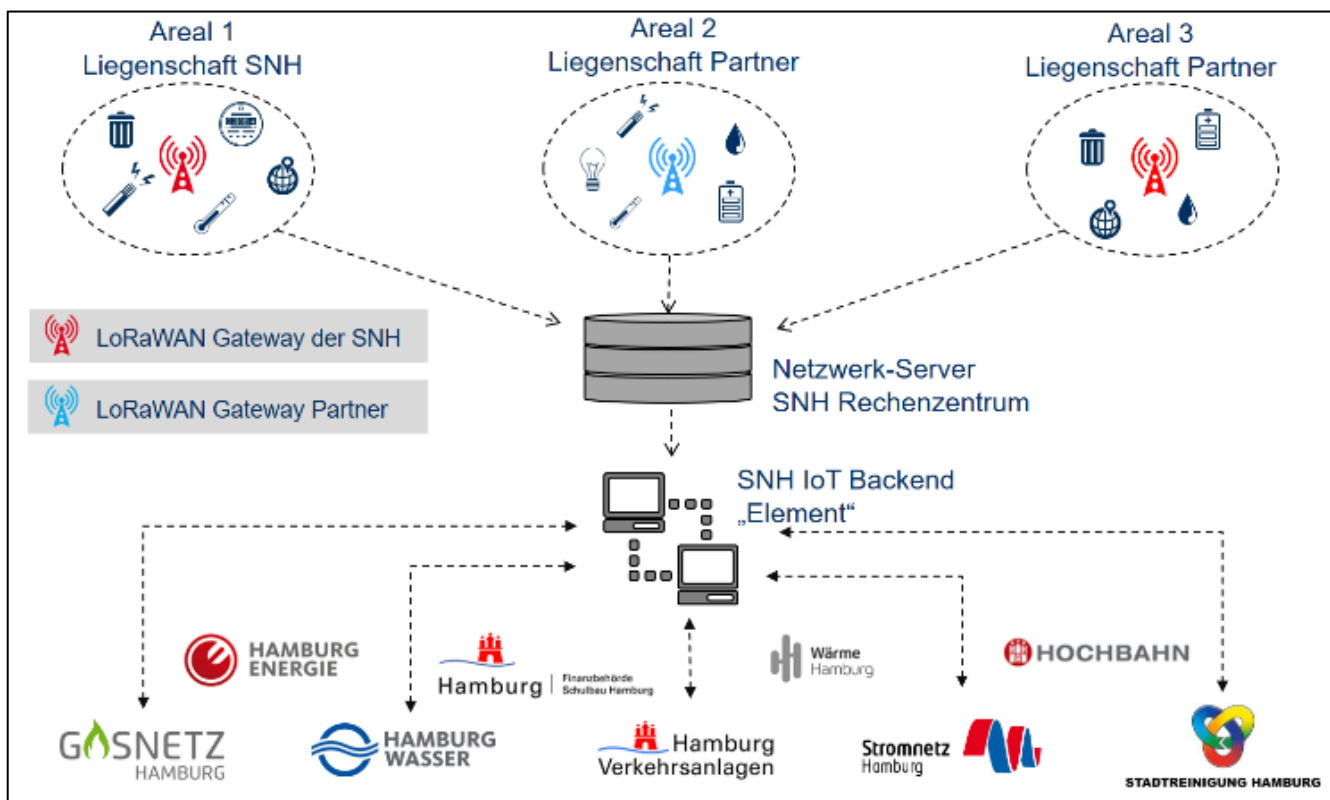 Areal 1
Liegenschaft SNH
Areal 2
Liegenschaft Partner
Areal 3
Liegenschaft Partner
LoRaWAN Gateway der SNH
LoRaWAN Gateway Partner
Netzwerk-Server
SNH Rechenzentrum
SNH IoT Backend
„Element“
HAMBURG
ENERGIE
Hamburg
Finanzbehörde
Schulbau Hamburg
Wärme
Hamburg
HOCHBAHN
GASNETZ
HAMBURG
HAMBURG
WASSER
Hamburg
Verkehrsanlagen
Stromnetz
Hamburg
STADTREINIGUNG HAMBURG